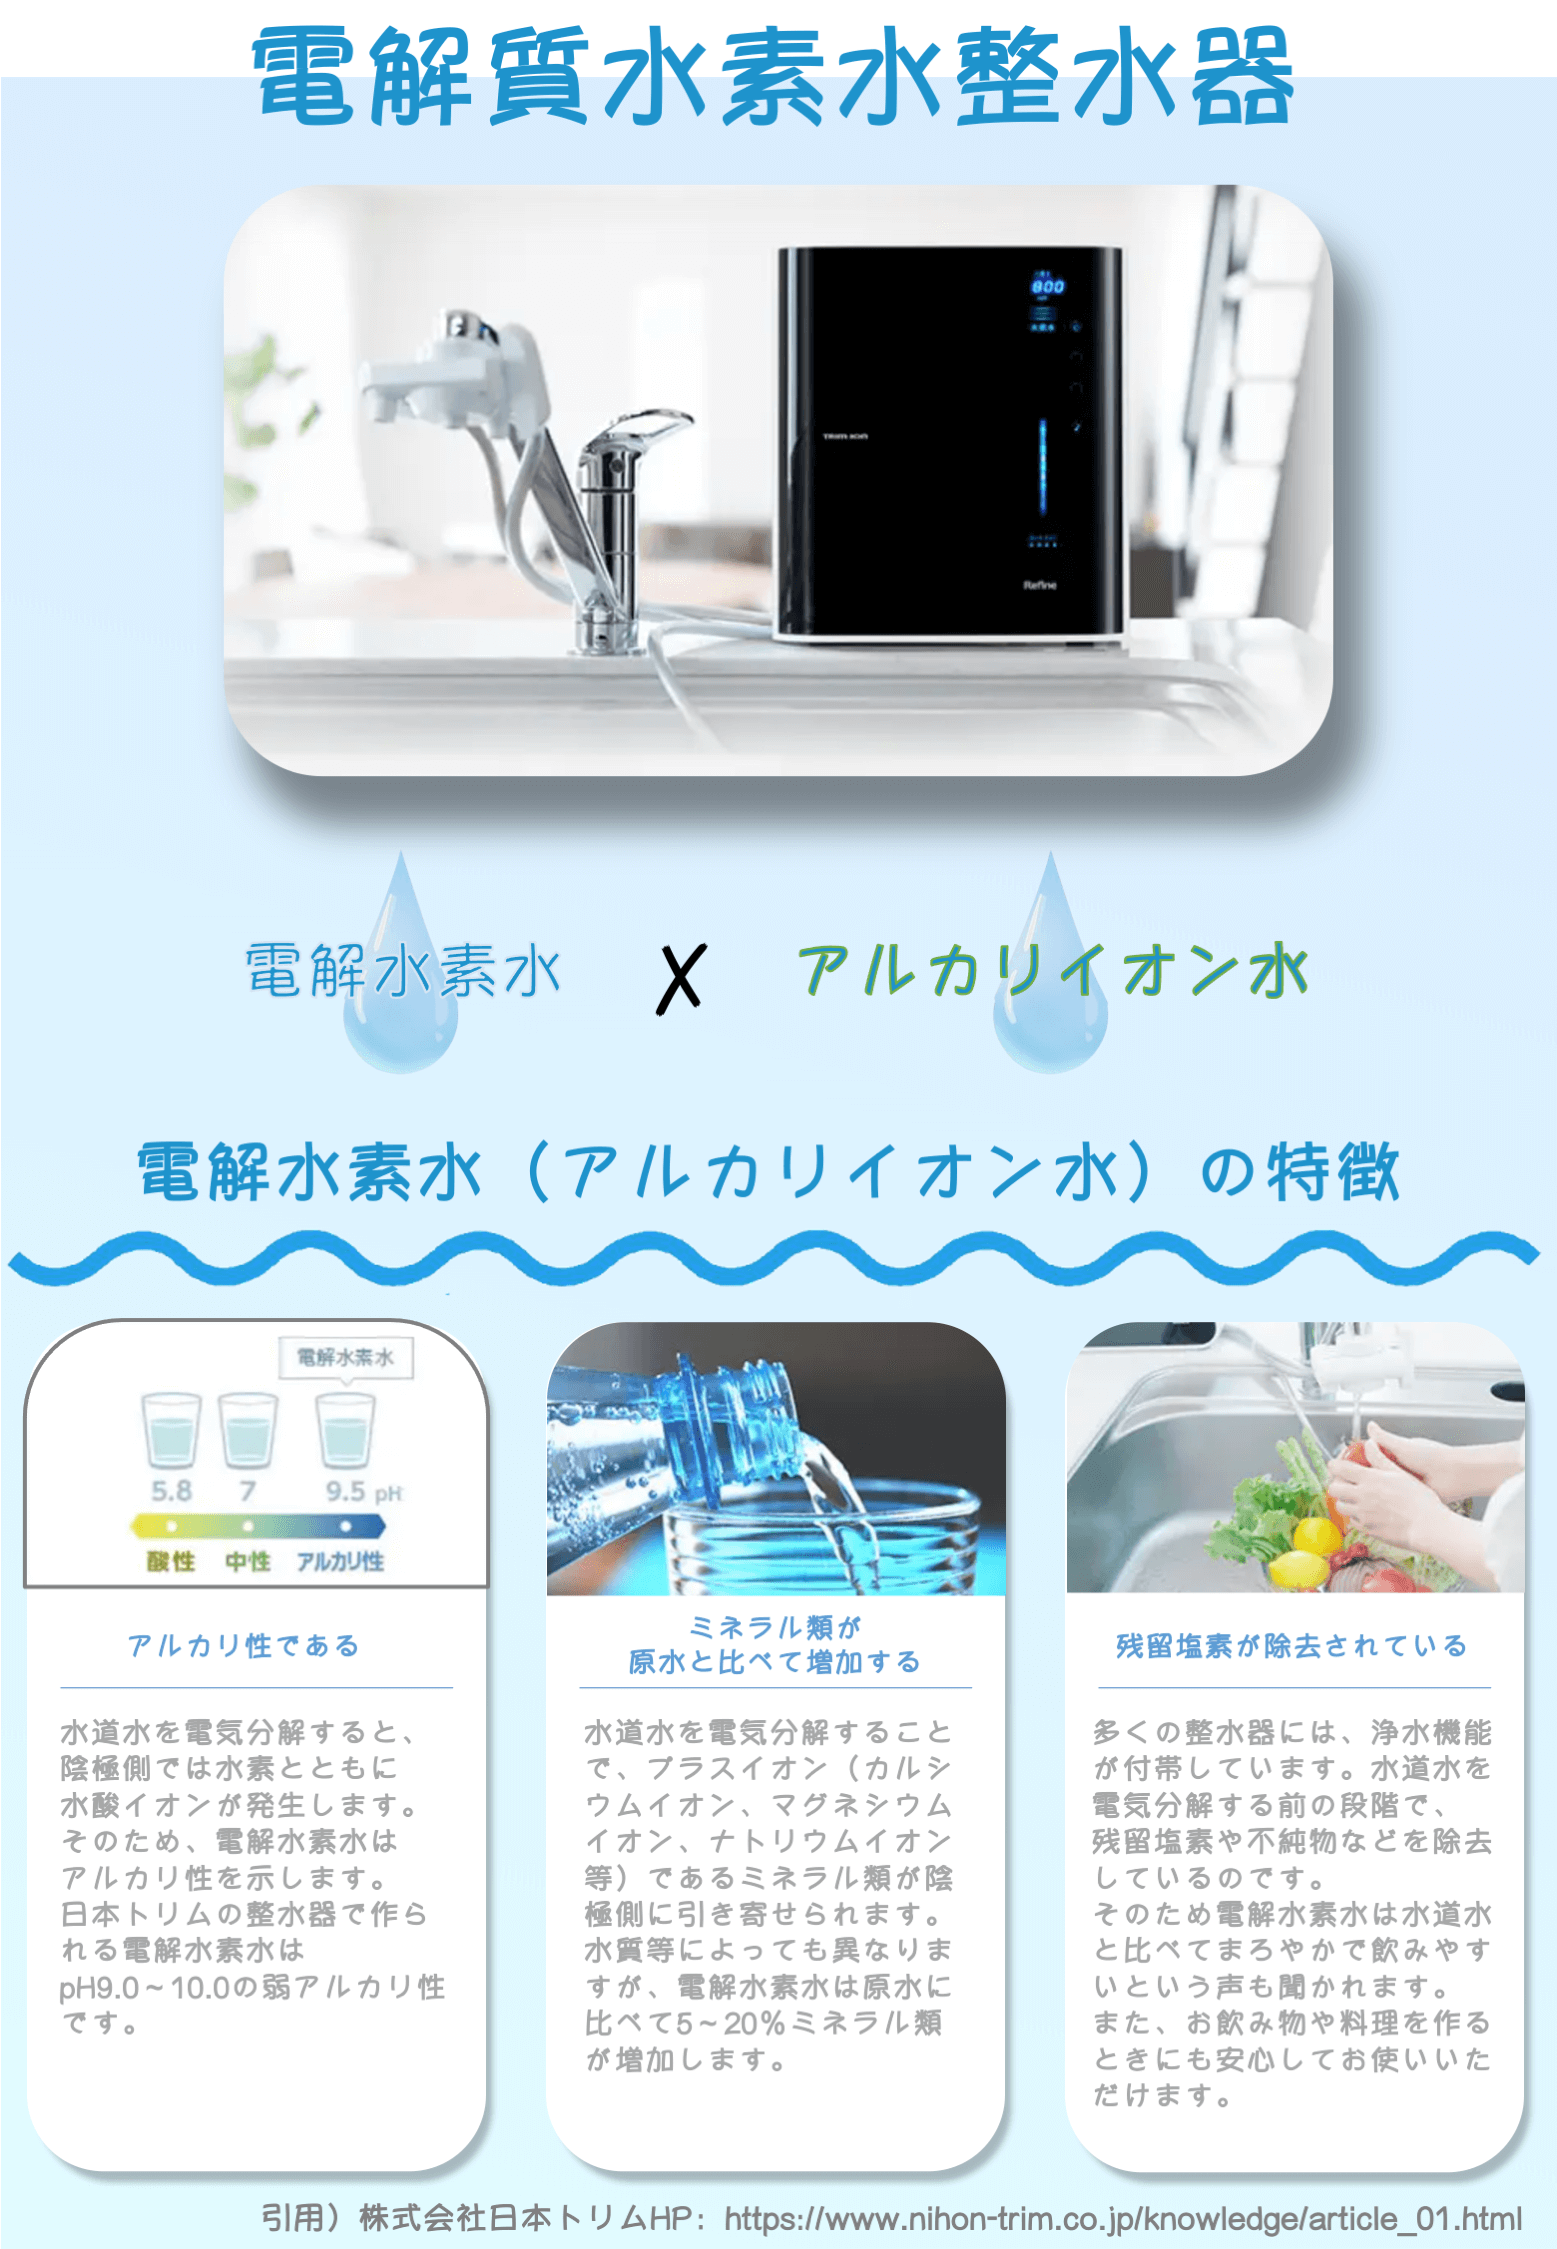 電解質水素水整水器
800
TRIM ION
Refine
電解水素水
X
アルカリイオン水
電解水素水（アルカリイオン水）の特徴
電解水素水
5.8 7 9.5 pH
酸性 中性 アルカリ性
アルカリ性である
水道水を電気分解すると、
陰極側では水素とともに
水酸イオンが発生します。
そのため、電解水素水は
アルカリ性を示します。
日本トリムの整水器で作ら
れる電解水素水は
pH9.0～10.0の弱アルカリ性
です。
ミネラル類が
原水と比べて増加する
水道水を電気分解すること
で、プラスイオン（カルシ
ウムイオン、マグネシウム
イオン、ナトリウムイオン
等）であるミネラル類が陰
極側に引き寄せられます。
水質等によっても異なりま
すが、電解水素水は原水に
比べて5～20％ミネラル類
が増加します。
残留塩素が除去されている
多くの整水器には、浄水機能
が付帯しています。水道水を
電気分解する前の段階で、
残留塩素や不純物などを除去
しているのです。
そのため電解水素水は水道水
と比べてまろやかで飲みやす
いという声も聞かれます。
また、お飲み物や料理を作る
ときにも安心してお使いいた
だけます。
引用）株式会社日本トリムHP：https://www.nihon-trim.co.jp/knowledge/article_01.html